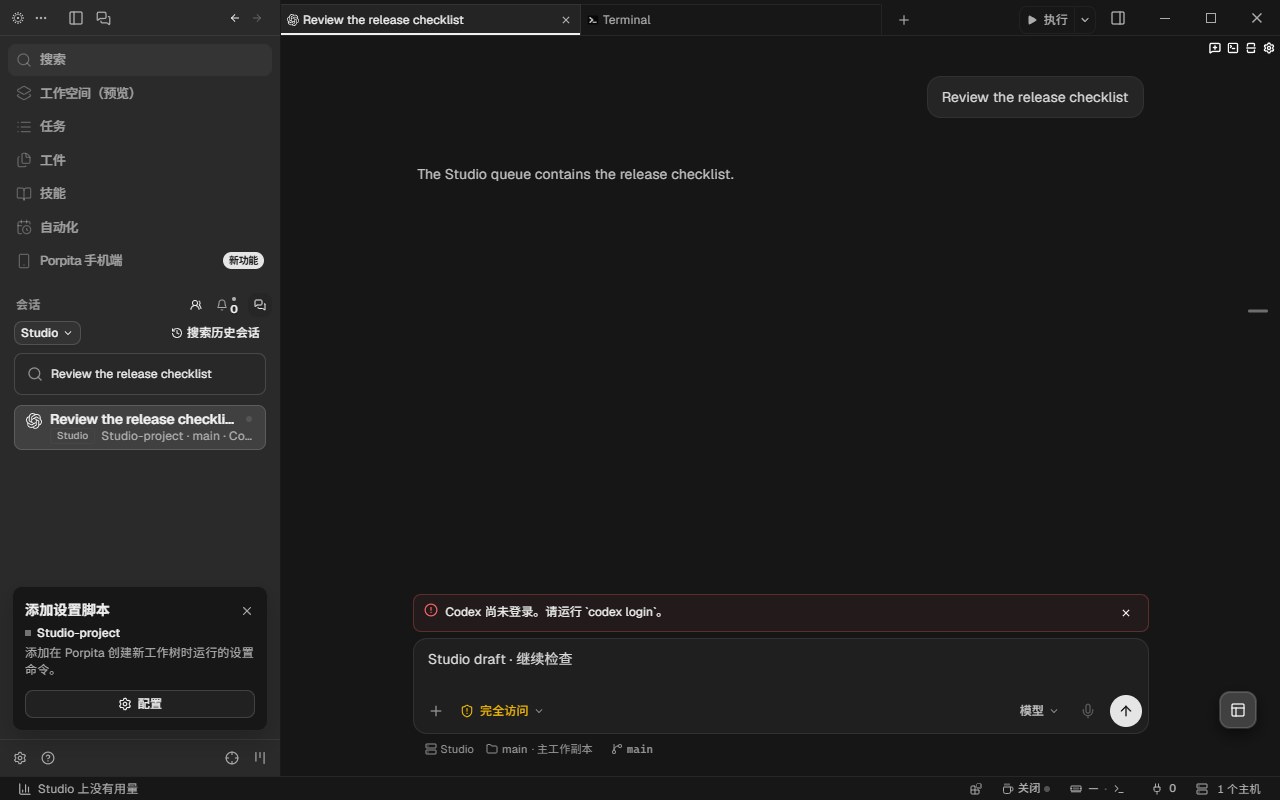 Review the release checklist
Terminal
执行
搜索
工作空间（预览）
任务
工件
技能
自动化
Porpita 手机端
新功能
会话
0
Studio
搜索历史会话
Review the release checklist
Review the release checkli...
Studio
Studio-project · main · Co...
添加设置脚本
Studio-project
添加在 Porpita 创建新工作树时运行的设置
命令。
配置
Review the release checklist
The Studio queue contains the release checklist.
Codex 尚未登录。请运行 `codex login`。
Studio draft · 继续检查
完全访问
模型
Studio
main · 主工作副本
main
Studio 上没有用量
关闭
0
1 个主机